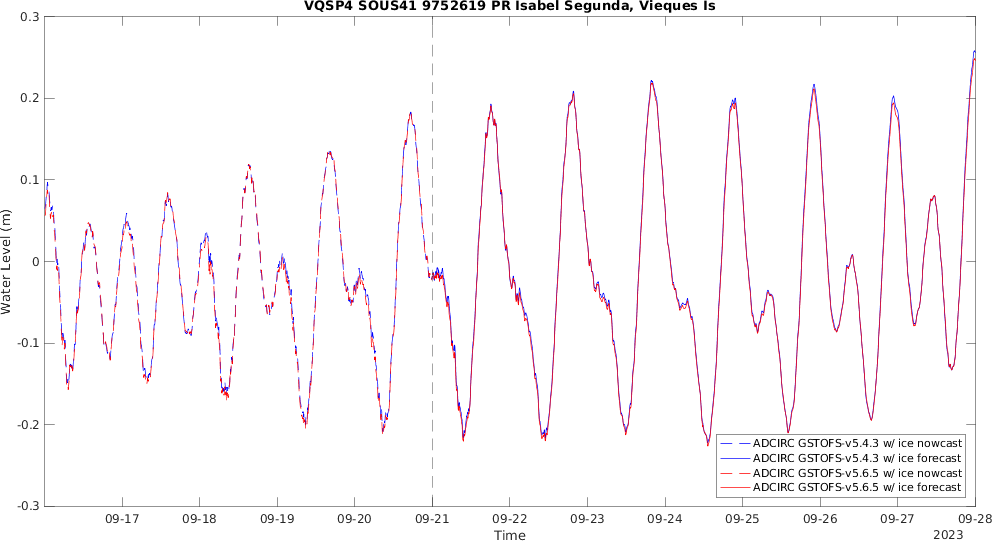 VQSP4 SOUS41 9752619 PR Isabel Segunda, Vieques Is
0.3
0.2
0.1
0
-0.1
-0.2
-0.3
Water Level (m)
ADCIRC GSTOFS-v5.4.3 w/ ice nowcast
ADCIRC GSTOFS-v5.4.3 w/ ice forecast
ADCIRC GSTOFS-v5.6.5 w/ ice nowcast
ADCIRC GSTOFS-v5.6.5 w/ ice forecast
09-17 09-18 09-19 09-20 09-21 09-22 09-23 09-24 09-25 09-26 09-27 09-28
Time 2023